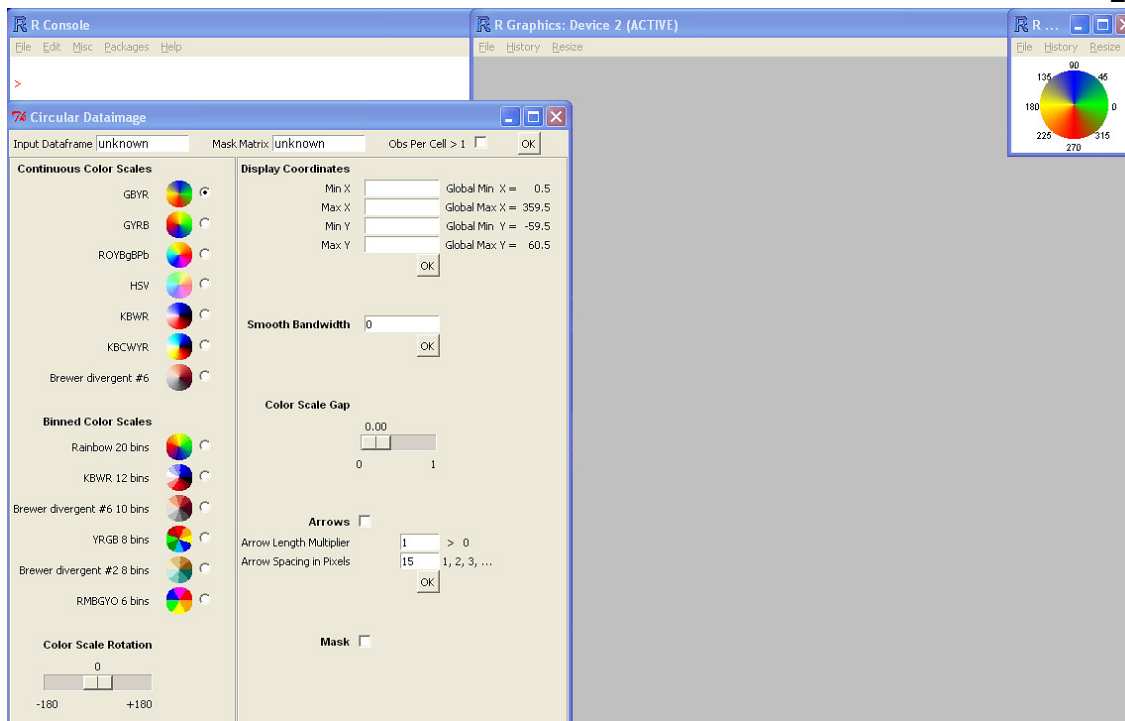 R Console
File Edit Misc Packages Help
>
R Graphics: Device 2 (ACTIVE)
File History Resize
R ...
File History Resize
90
135 45
180 0
225 315
270
Circular Dataimage
Input Dataframe unknown Mask Matrix unknown Obs Per Cell > 1 OK
Continuous Color Scales
GBYR
GYRB
ROYBgBPb
HSV
KBWR
KBCWYR
Brewer divergent #6
Binned Color Scales
Rainbow 20 bins
KBWR 12 bins
Brewer divergent #6 10 bins
YRGB 8 bins
Brewer divergent #2 8 bins
RMBGYO 6 bins
Color Scale Rotation
0
-180 +180
Display Coordinates
Min X Global Min X = 0.5
Max X Global Max X = 359.5
Min Y Global Min Y = -59.5
Max Y Global Max Y = 60.5
OK
Smooth Bandwidth 0
OK
Color Scale Gap
0.00
0 1
Arrows
Arrow Length Multiplier 1 > 0
Arrow Spacing in Pixels 15 1, 2, 3, ...
OK
Mask